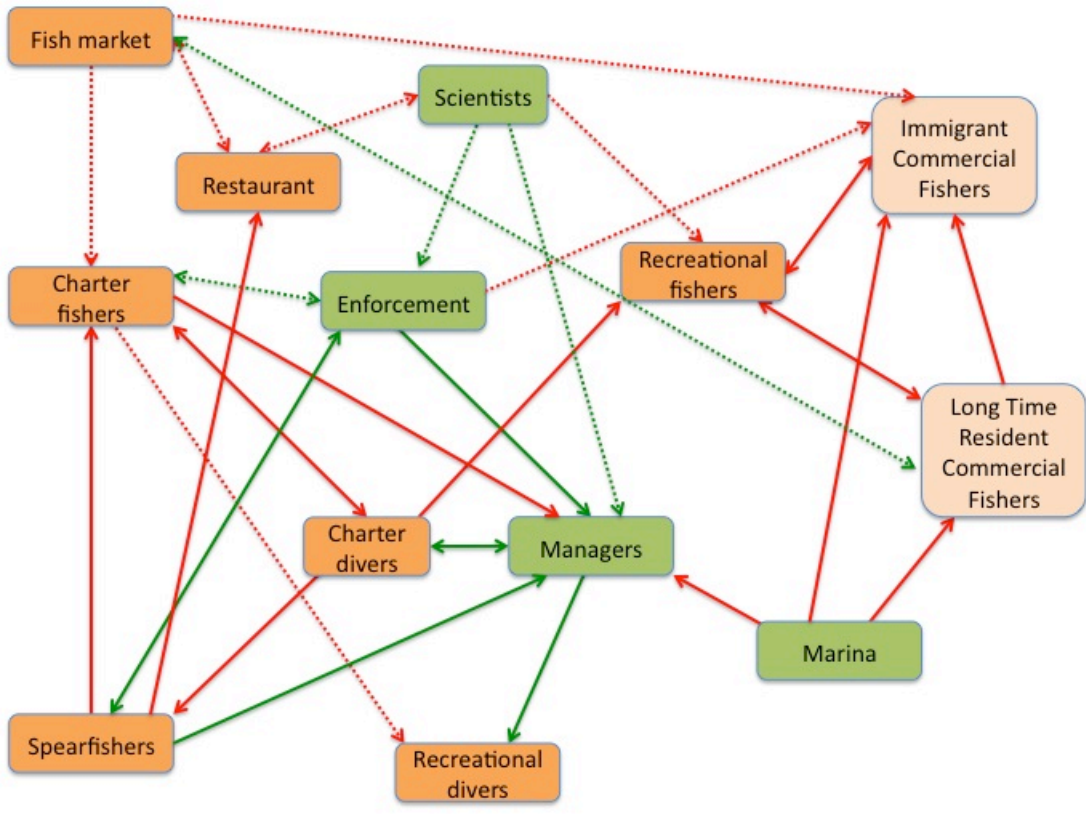 Fish market
Scientists
Immigrant
Commercial
Fishers
Restaurant
Recreational
fishers
Charter
fishers
Enforcement
Long Time
Resident
Commercial
Fishers
Charter
divers
Managers
Marina
Spearfishers
Recreational
divers